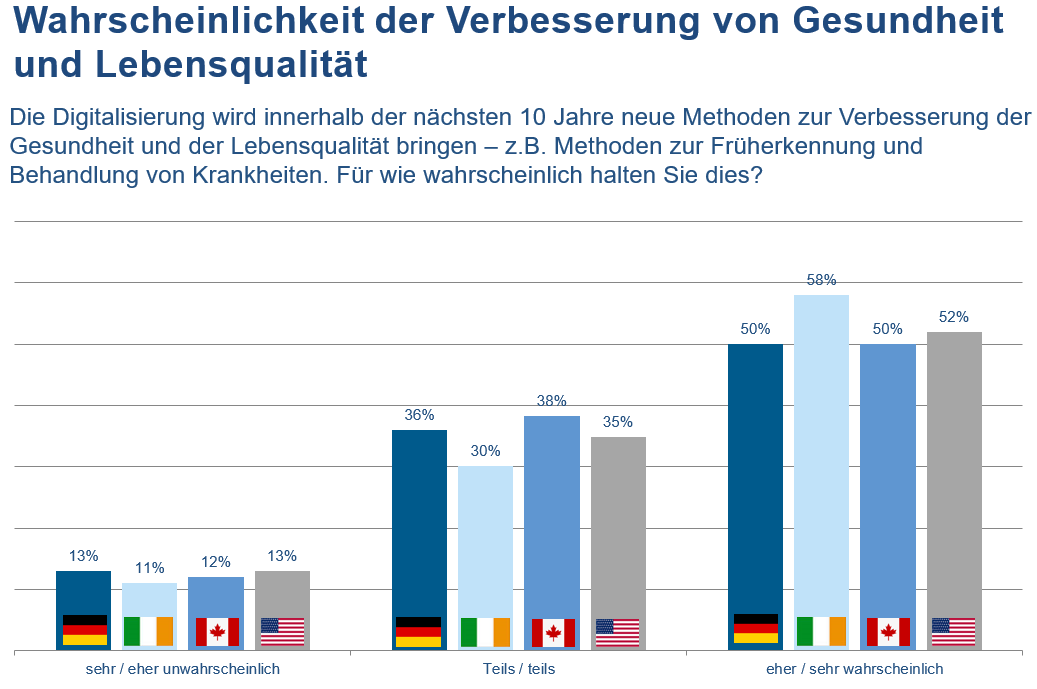 Wahrscheinlichkeit der Verbesserung von Gesundheit
und Lebensqualität
Die Digitalisierung wird innerhalb der nächsten 10 Jahre neue Methoden zur Verbesserung der
Gesundheit und der Lebensqualität bringen – z.B. Methoden zur Früherkennung und
Behandlung von Krankheiten. Für wie wahrscheinlich halten Sie dies?
13% 11% 12% 13%
36% 30% 38% 35%
50% 58% 50% 52%
sehr / eher unwahrscheinlich
Teils / teils
eher / sehr wahrscheinlich